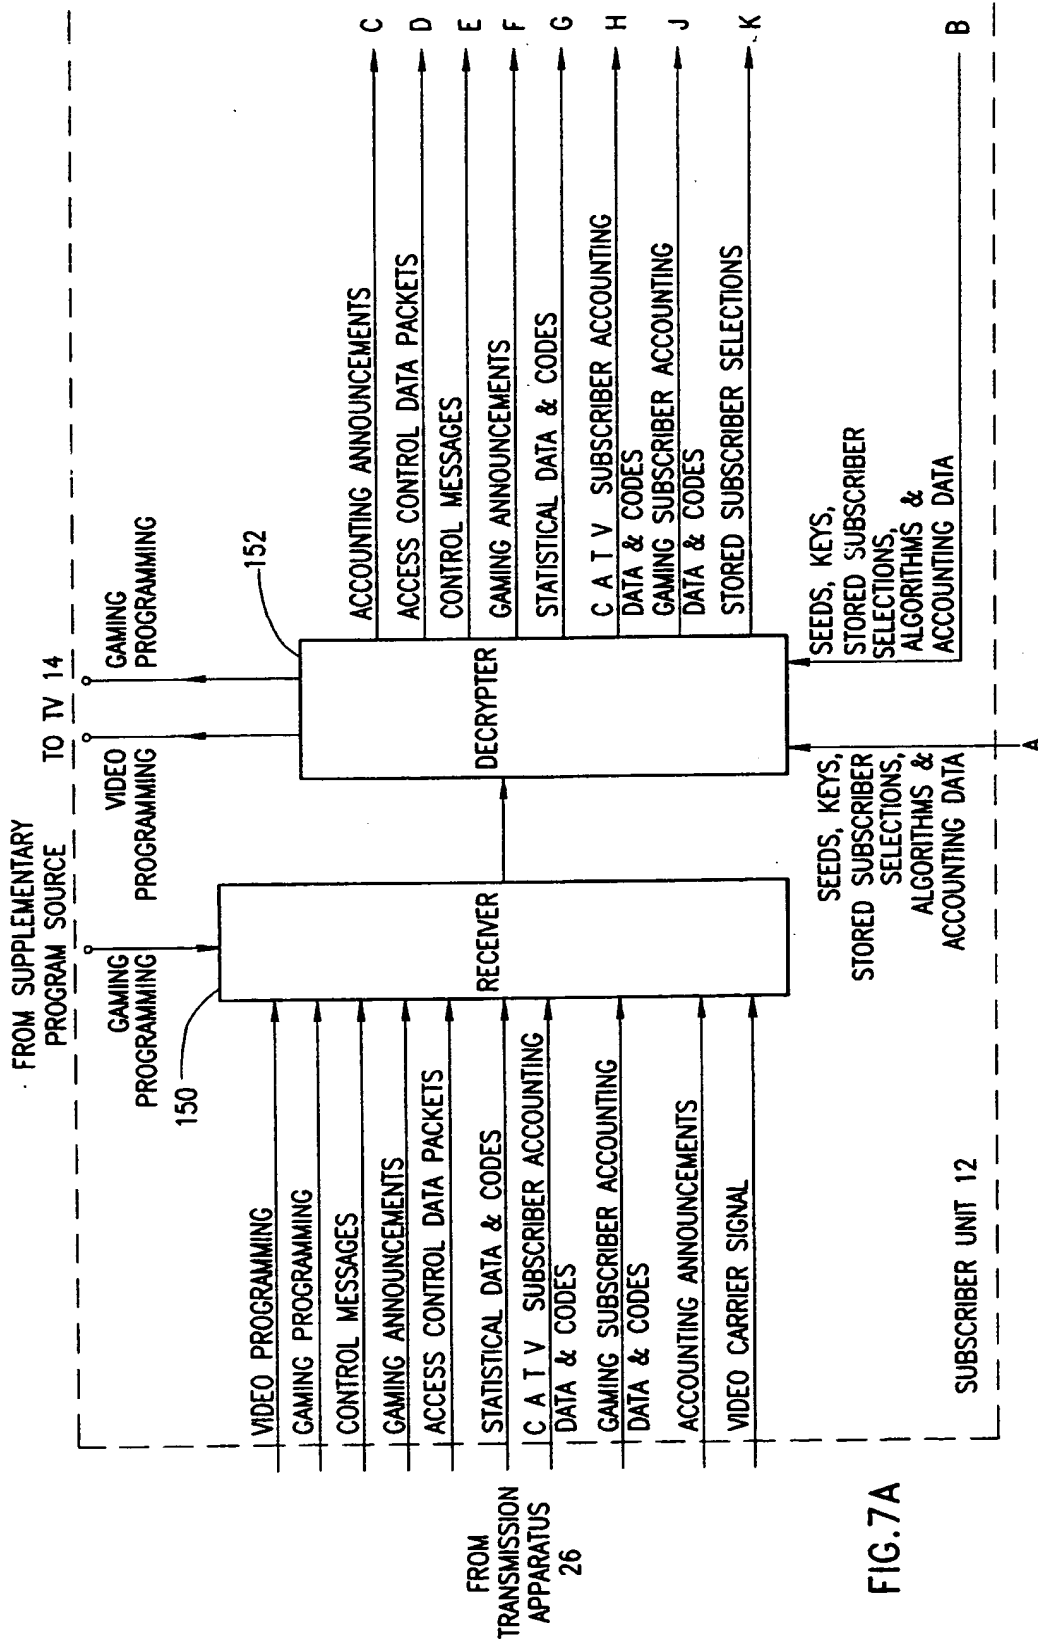 FROM SUPPLEMENTARY
PROGRAM SOURCE
TO TV 14
GAMING
PROGRAMMING
VIDEO
PROGRAMMING
GAMING
PROGRAMMING
150
152
FROM
TRANSMISSION
APPARATUS
26
VIDEO PROGRAMMING
GAMING PROGRAMMING
CONTROL MESSAGES
GAMING ANNOUNCEMENTS
ACCESS CONTROL DATA PACKETS
STATISTICAL DATA & CODES
C A T V SUBSCRIBER ACCOUNTING
DATA & CODES
GAMING SUBSCRIBER ACCOUNTING
DATA & CODES
ACCOUNTING ANNOUNCEMENTS
VIDEO CARRIER SIGNAL
RECEIVER
DECRYPTER
ACCOUNTING ANNOUNCEMENTS
C
ACCESS CONTROL DATA PACKETS
D
CONTROL MESSAGES
E
GAMING ANNOUNCEMENTS
F
STATISTICAL DATA & CODES
G
C A T V SUBSCRIBER ACCOUNTING
DATA & CODES
H
GAMING SUBSCRIBER ACCOUNTING
DATA & CODES
J
STORED SUBSCRIBER SELECTIONS
K
SEEDS, KEYS,
STORED SUBSCRIBER
SELECTIONS,
ALGORITHMS &
ACCOUNTING DATA
A
SEEDS, KEYS,
STORED SUBSCRIBER
SELECTIONS,
ALGORITHMS &
ACCOUNTING DATA
B
SUBSCRIBER UNIT 12
FIG.7A